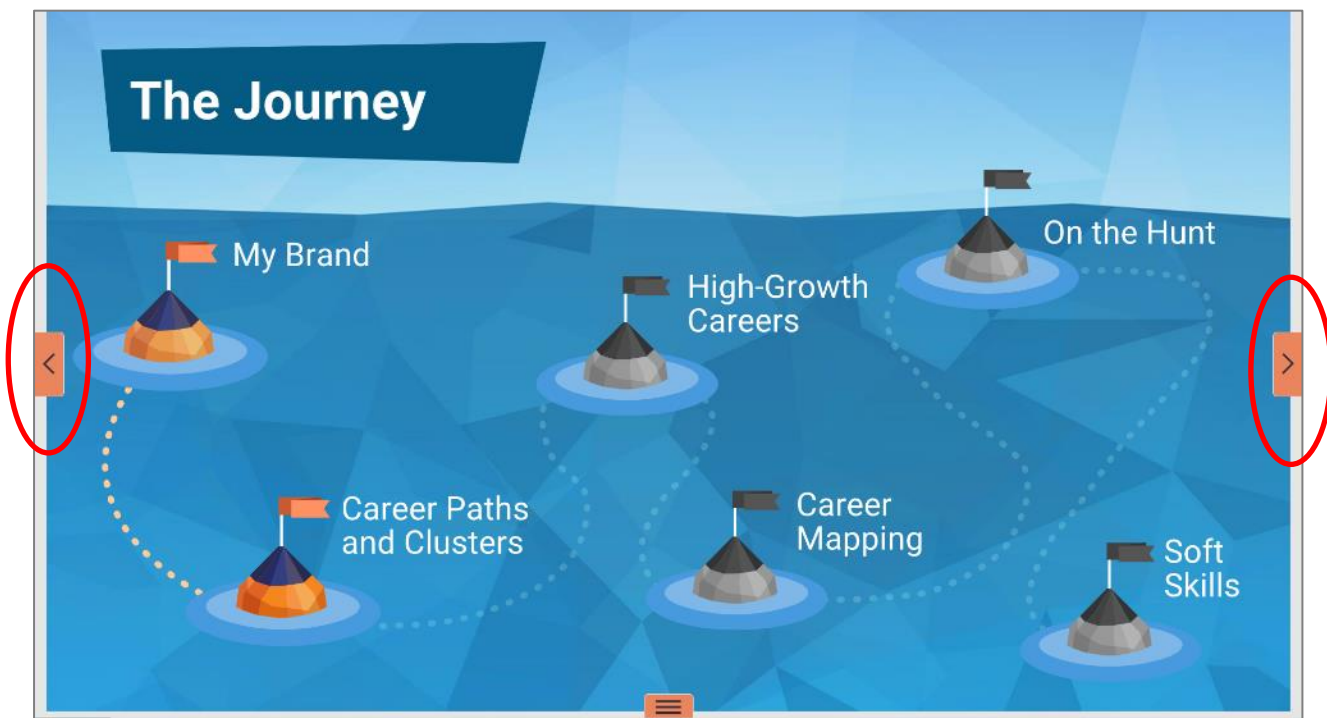 The Journey
My Brand
Career Paths
and Clusters
High-Growth
Careers
Career
Mapping
On the Hunt
Soft
Skills